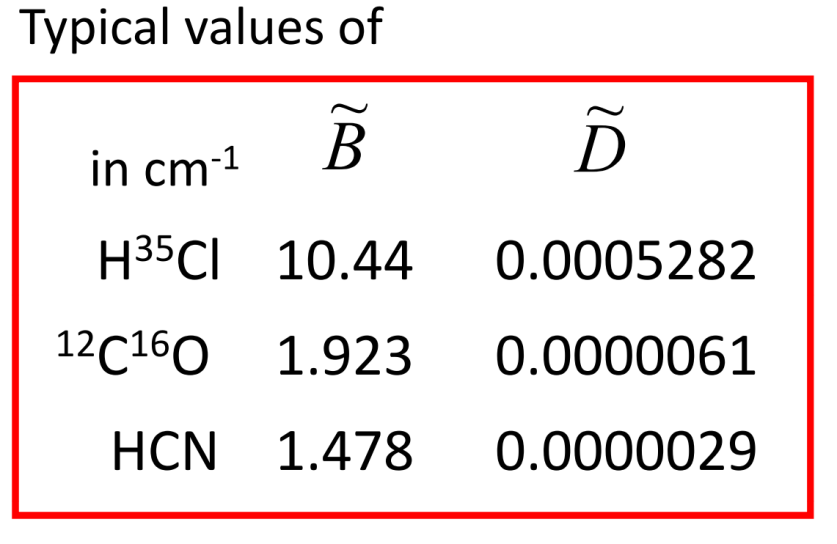 Typical values of
in cm⁻¹ B̃ D̃
H³⁵Cl 10.44 0.0005282
¹²C¹⁶O 1.923 0.0000061
HCN 1.478 0.0000029